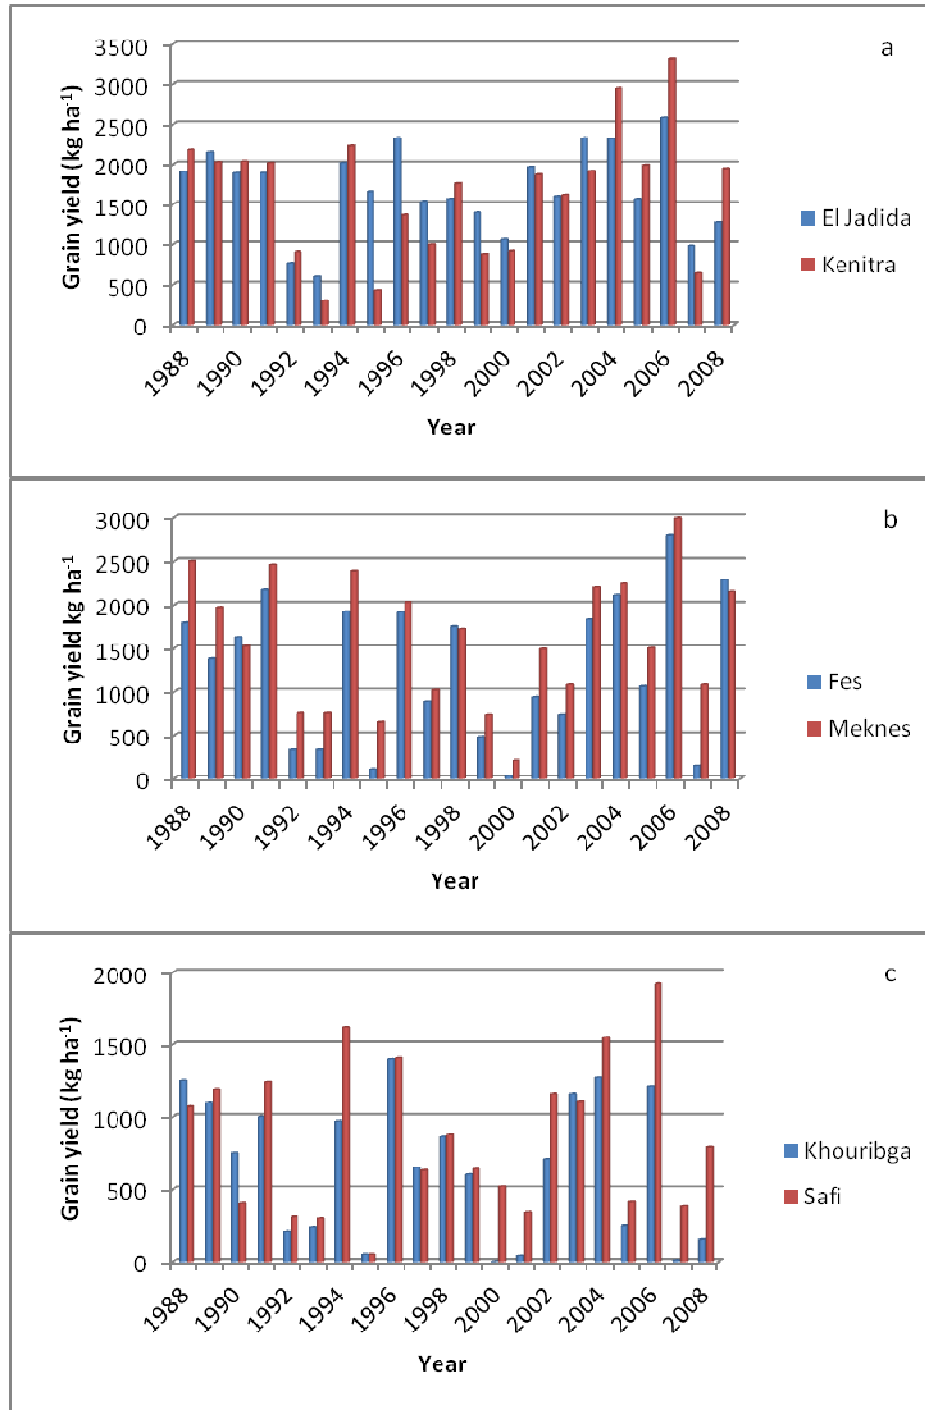 a
3500
3000
2500
2000
1500
1000
500
0
Grain yield (kg ha-1)
1988 1990 1992 1994 1996 1998 2000 2002 2004 2006 2008
Year
El Jadida
Kenitra
b
3000
2500
2000
1500
1000
500
0
Grain yield kg ha-1
1988 1990 1992 1994 1996 1998 2000 2002 2004 2006 2008
Year
Fes
Meknes
c
2000
1500
1000
500
0
Grain yield (kg ha-1)
1988 1990 1992 1994 1996 1998 2000 2002 2004 2006 2008
Year
Khouribga
Safi